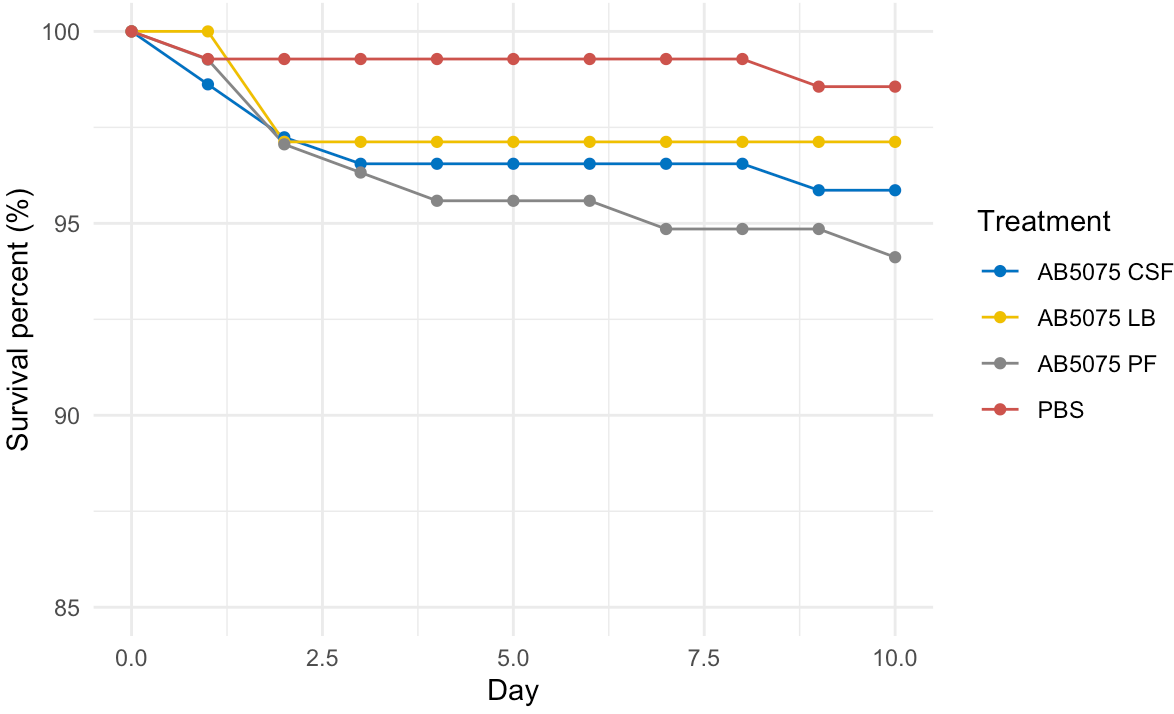 Survival percent (%)
100
95
90
85
0.0
2.5
5.0
7.5
10.0
Day
Treatment
AB5075 CSF
AB5075 LB
AB5075 PF
PBS